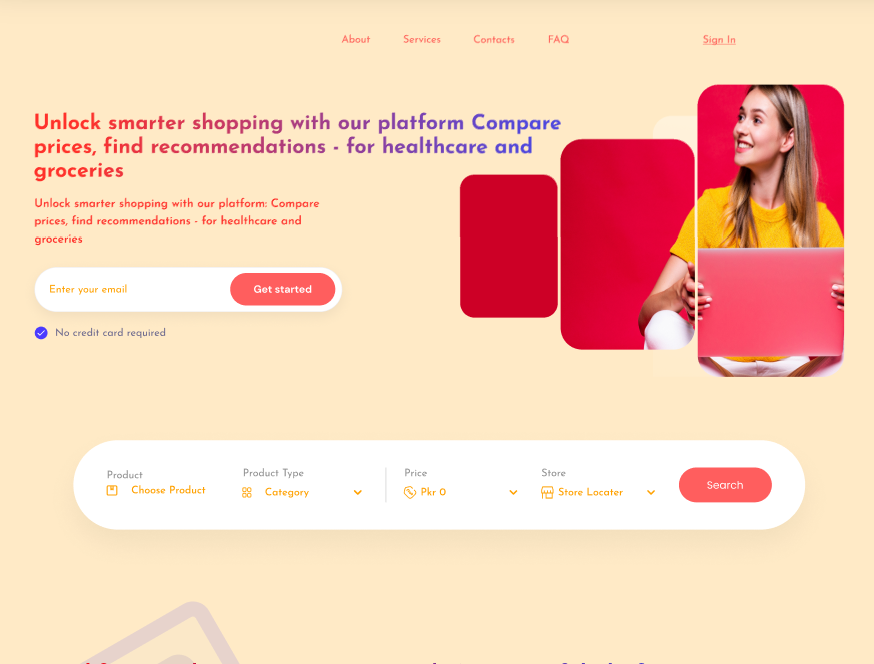 About Services Contacts FAQ Sign In
Unlock smarter shopping with our platform Compare
prices, find recommendations - for healthcare and
groceries
Unlock smarter shopping with our platform: Compare
prices, find recommendations - for healthcare and
groceries
Enter your email Get started
No credit card required
Product Product Type Price Store
Choose Product Category Pkr 0 Store Locater Search